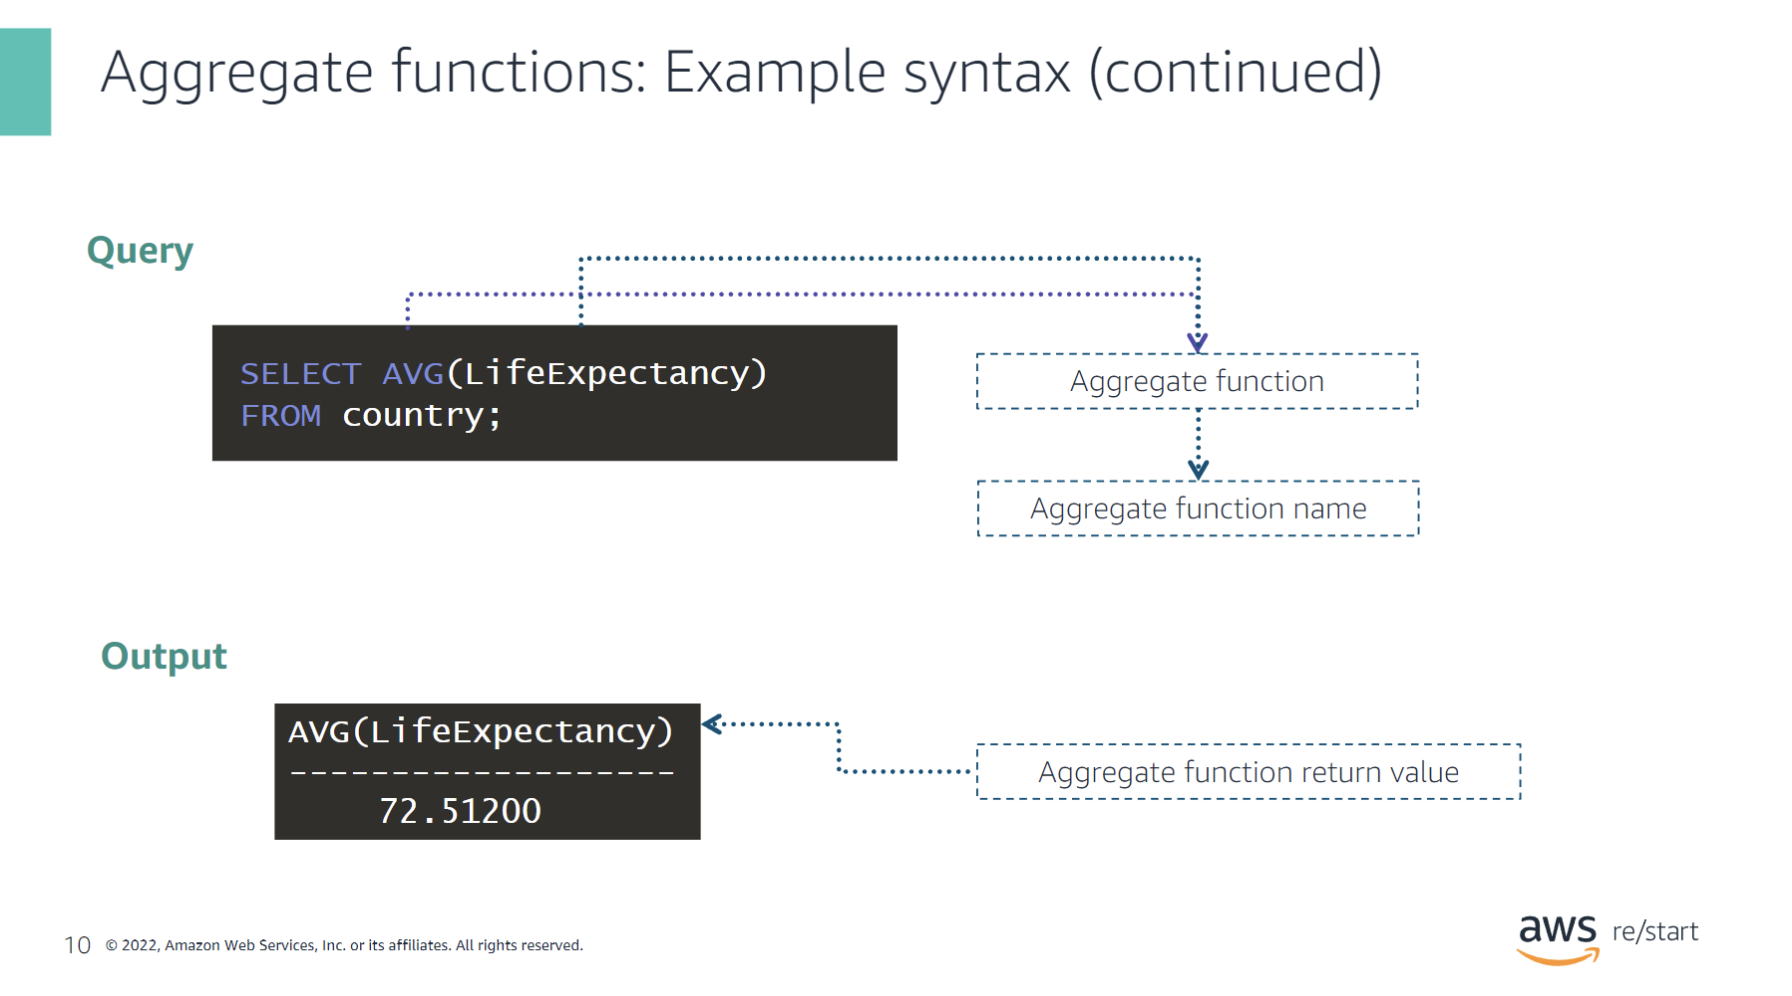 Aggregate functions: Example syntax (continued)
Query
SELECT AVG(LifeExpectancy)
FROM country;
Aggregate function
Aggregate function name
Output
AVG(LifeExpectancy)
-------------------
72.51200
Aggregate function return value
10 © 2022, Amazon Web Services, Inc. or its affiliates. All rights reserved.
aws re/start